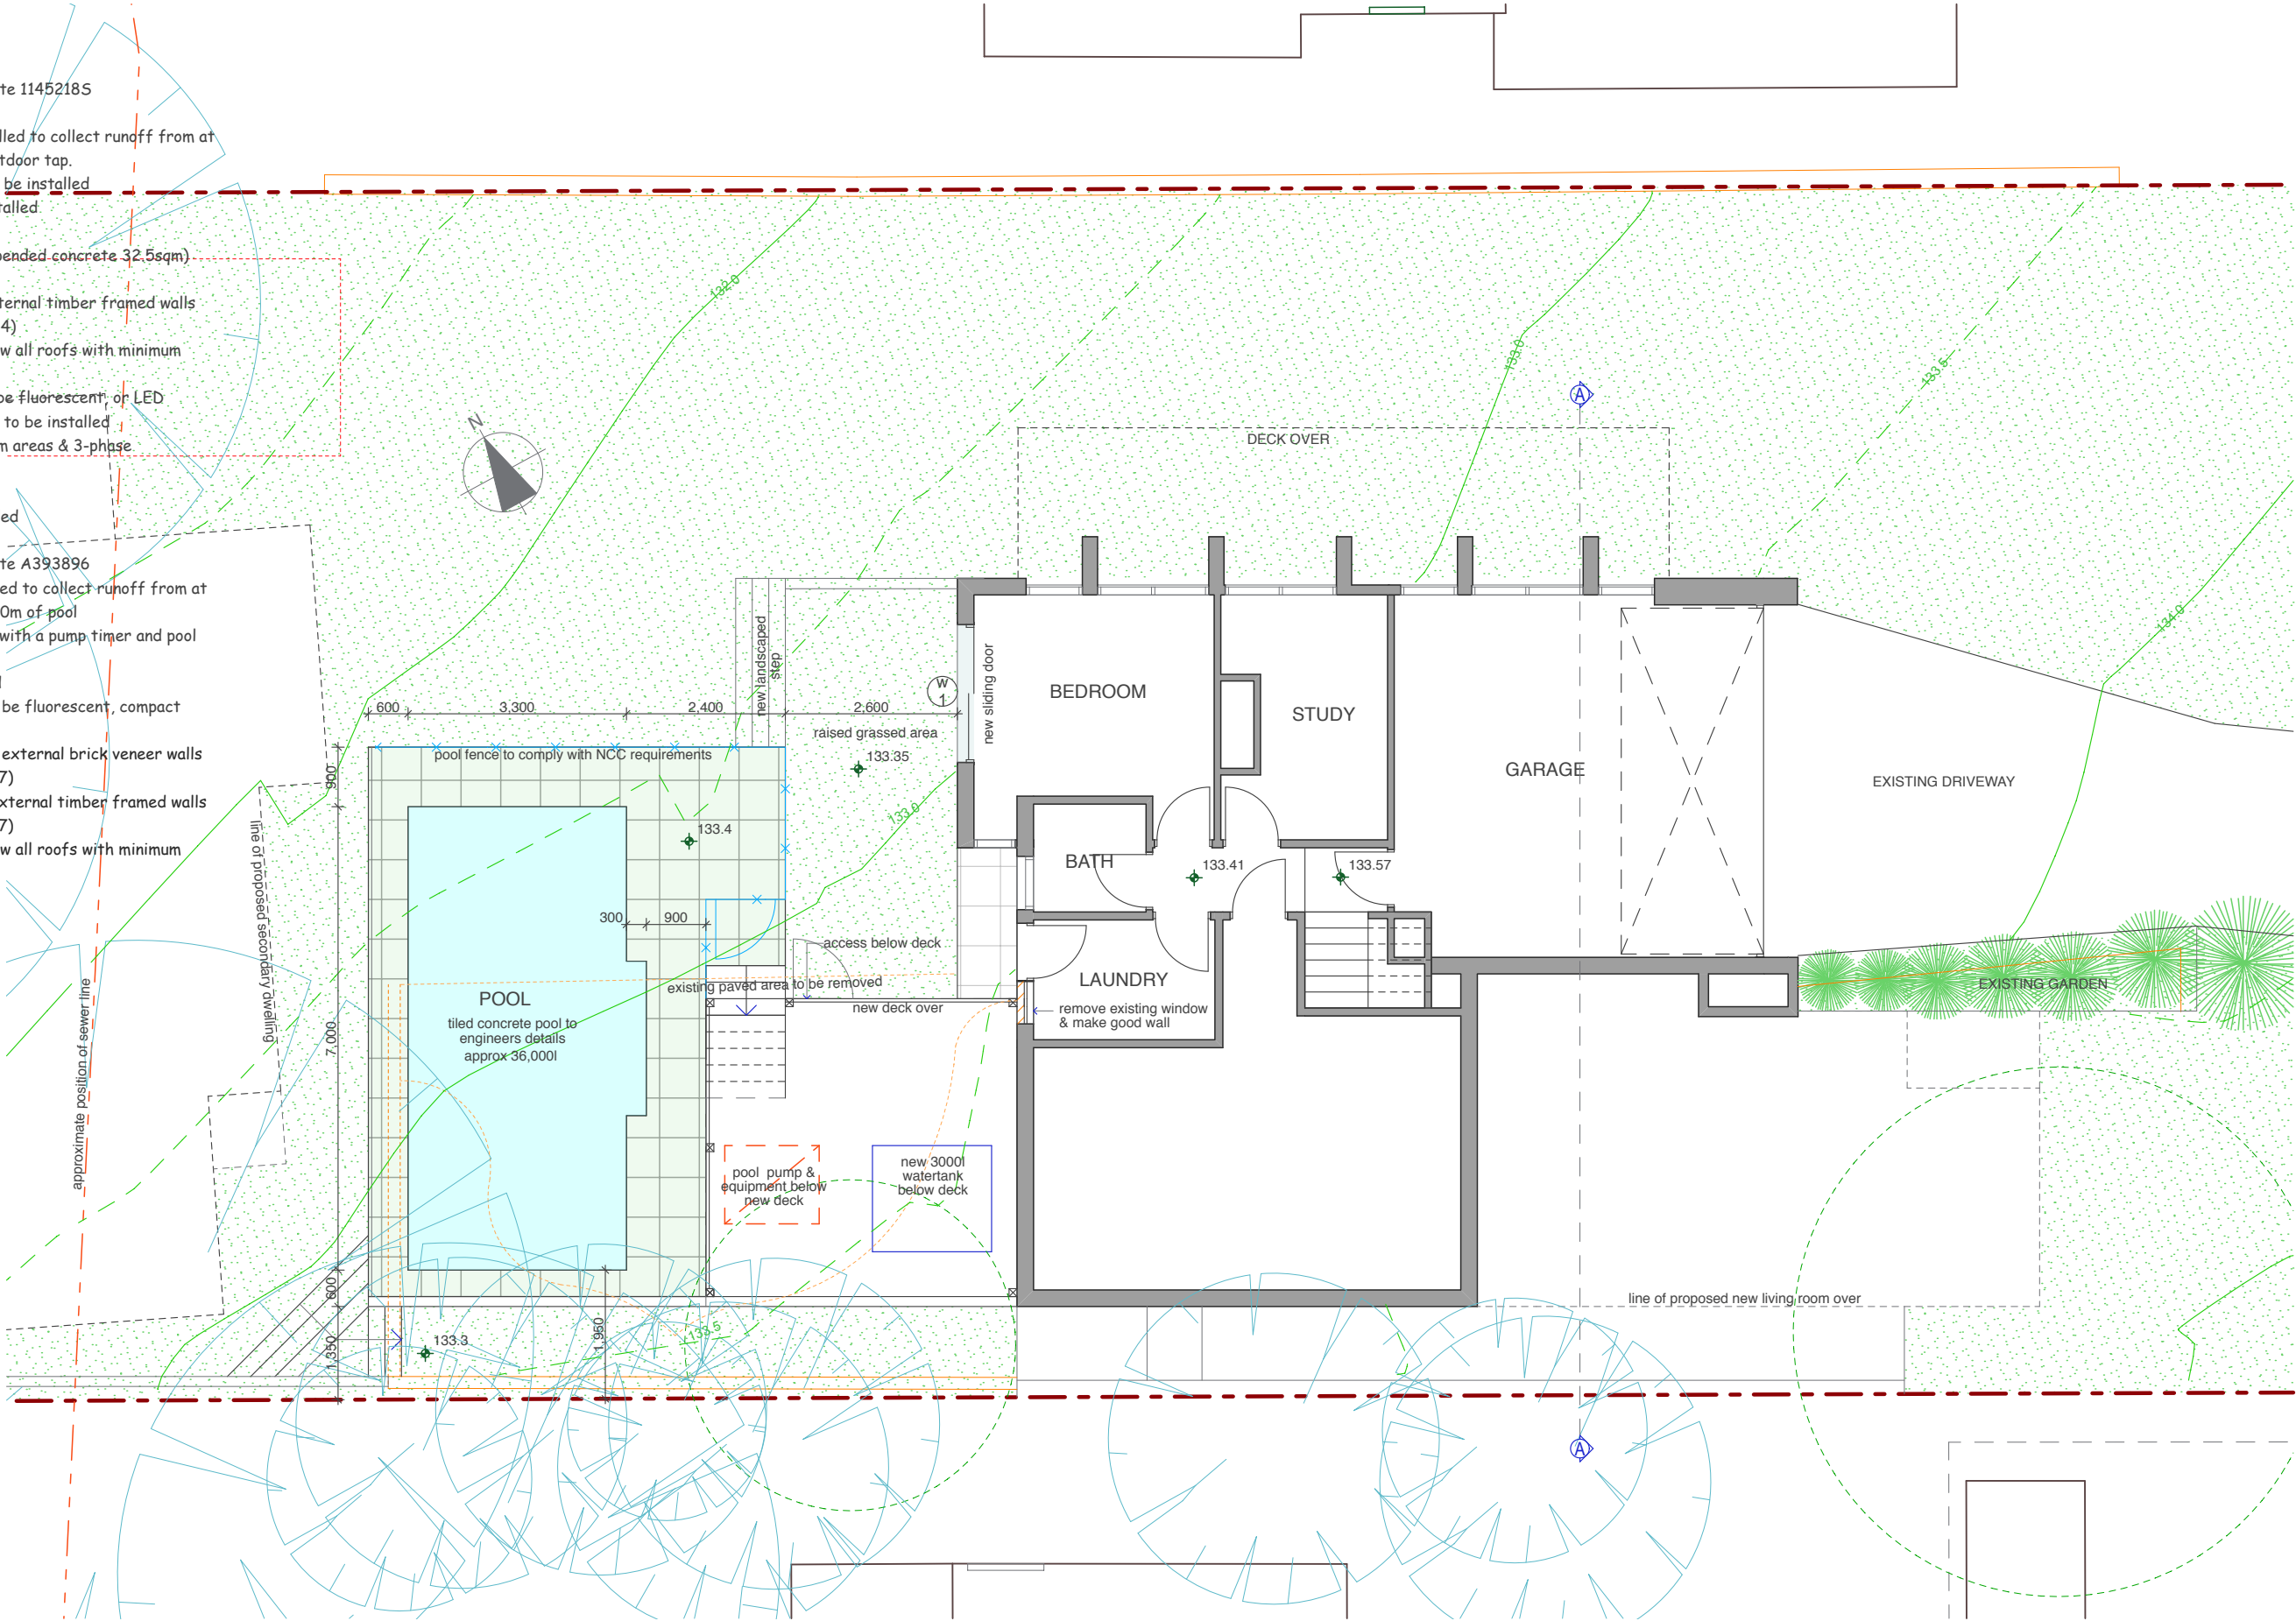 te 1145218S
lled to collect runoff from at
tdoor tap.
be installed
talled
pended concrete 32.5sqm)
ternal timber framed walls
4)
w all roofs with minimum
be fluorescent, or LED
to be installed
m areas & 3-phase
ed
te A393896
ed to collect runoff from at
0m of pool
with a pump timer and pool
be fluorescent, compact
external brick veneer walls
7)
xternal timber framed walls
7)
w all roofs with minimum
N
132.0
133.0
133.5
134.0
A
DECK OVER
new landscaped
step
W
1
new sliding door
BEDROOM
STUDY
GARAGE
EXISTING DRIVEWAY
600
3,300
2,400
2,600
raised grassed area
133.35
pool fence to comply with NCC requirements
900
133.4
133.0
line of proposed secondary dwelling
BATH
133.41
133.57
300
900
access below deck
LAUNDRY
existing paved area to be removed
EXISTING GARDEN
POOL
new deck over
remove existing window
& make good wall
tiled concrete pool to
engineers details
approx 36,000l
7,000
approximate position of sewer line
pool pump &
equipment below
new deck
new 3000l
watertank
below deck
600
line of proposed new living room over
1,350
1,950
133.3
133.5
A